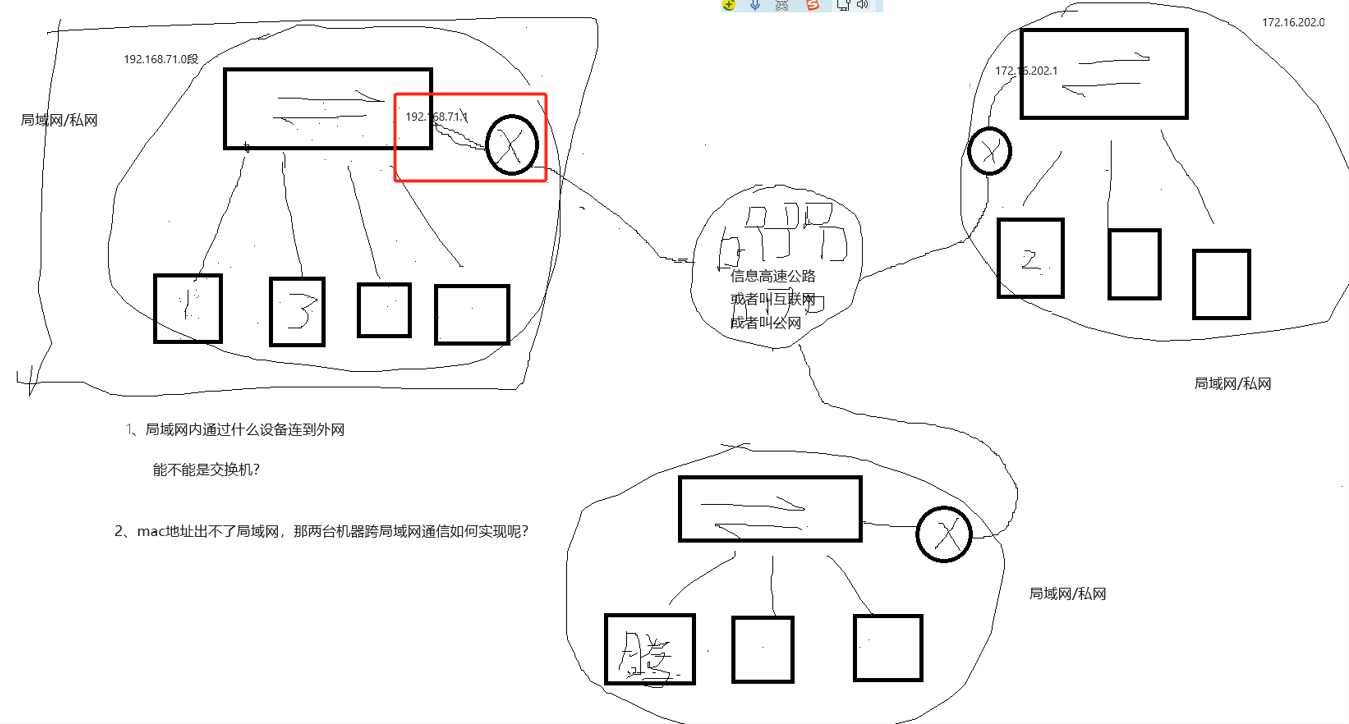 192.168.71.0段
局域网/私网
192.168.71.1
172.16.202.0
172.16.202.1
信息高速公路
或者叫互联网
或者叫公网
1
3
2
局域网/私网
1、局域网内通过什么设备连到外网
能不能是交换机？
2、mac地址出不了局域网，那两台机器跨局域网通信如何实现呢？
局域网/私网
腾